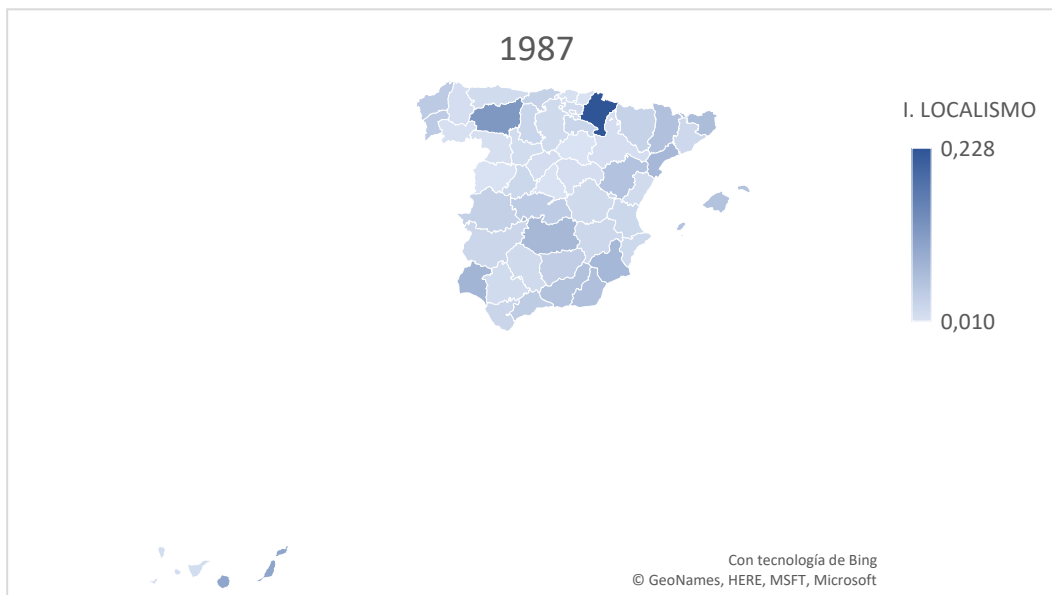 1987
I. LOCALISMO
0,228
0,010
Con tecnología de Bing
© GeoNames, HERE, MSFT, Microsoft